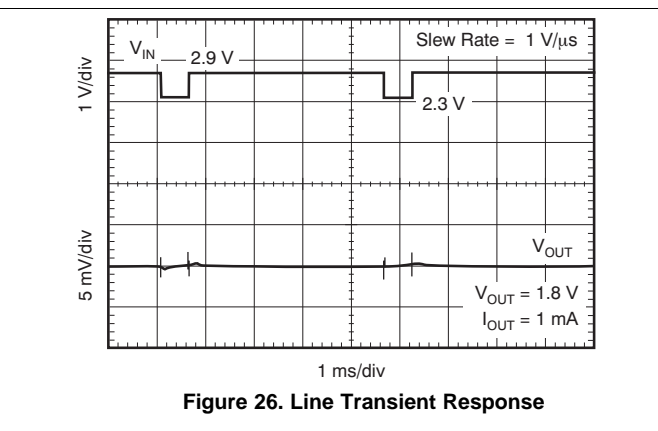 V_IN
2.9 V
Slew Rate = 1 V/μs
1 V/div
2.3 V
5 mV/div
V_OUT
V_OUT = 1.8 V
I_OUT = 1 mA
1 ms/div
Figure 26. Line Transient Response